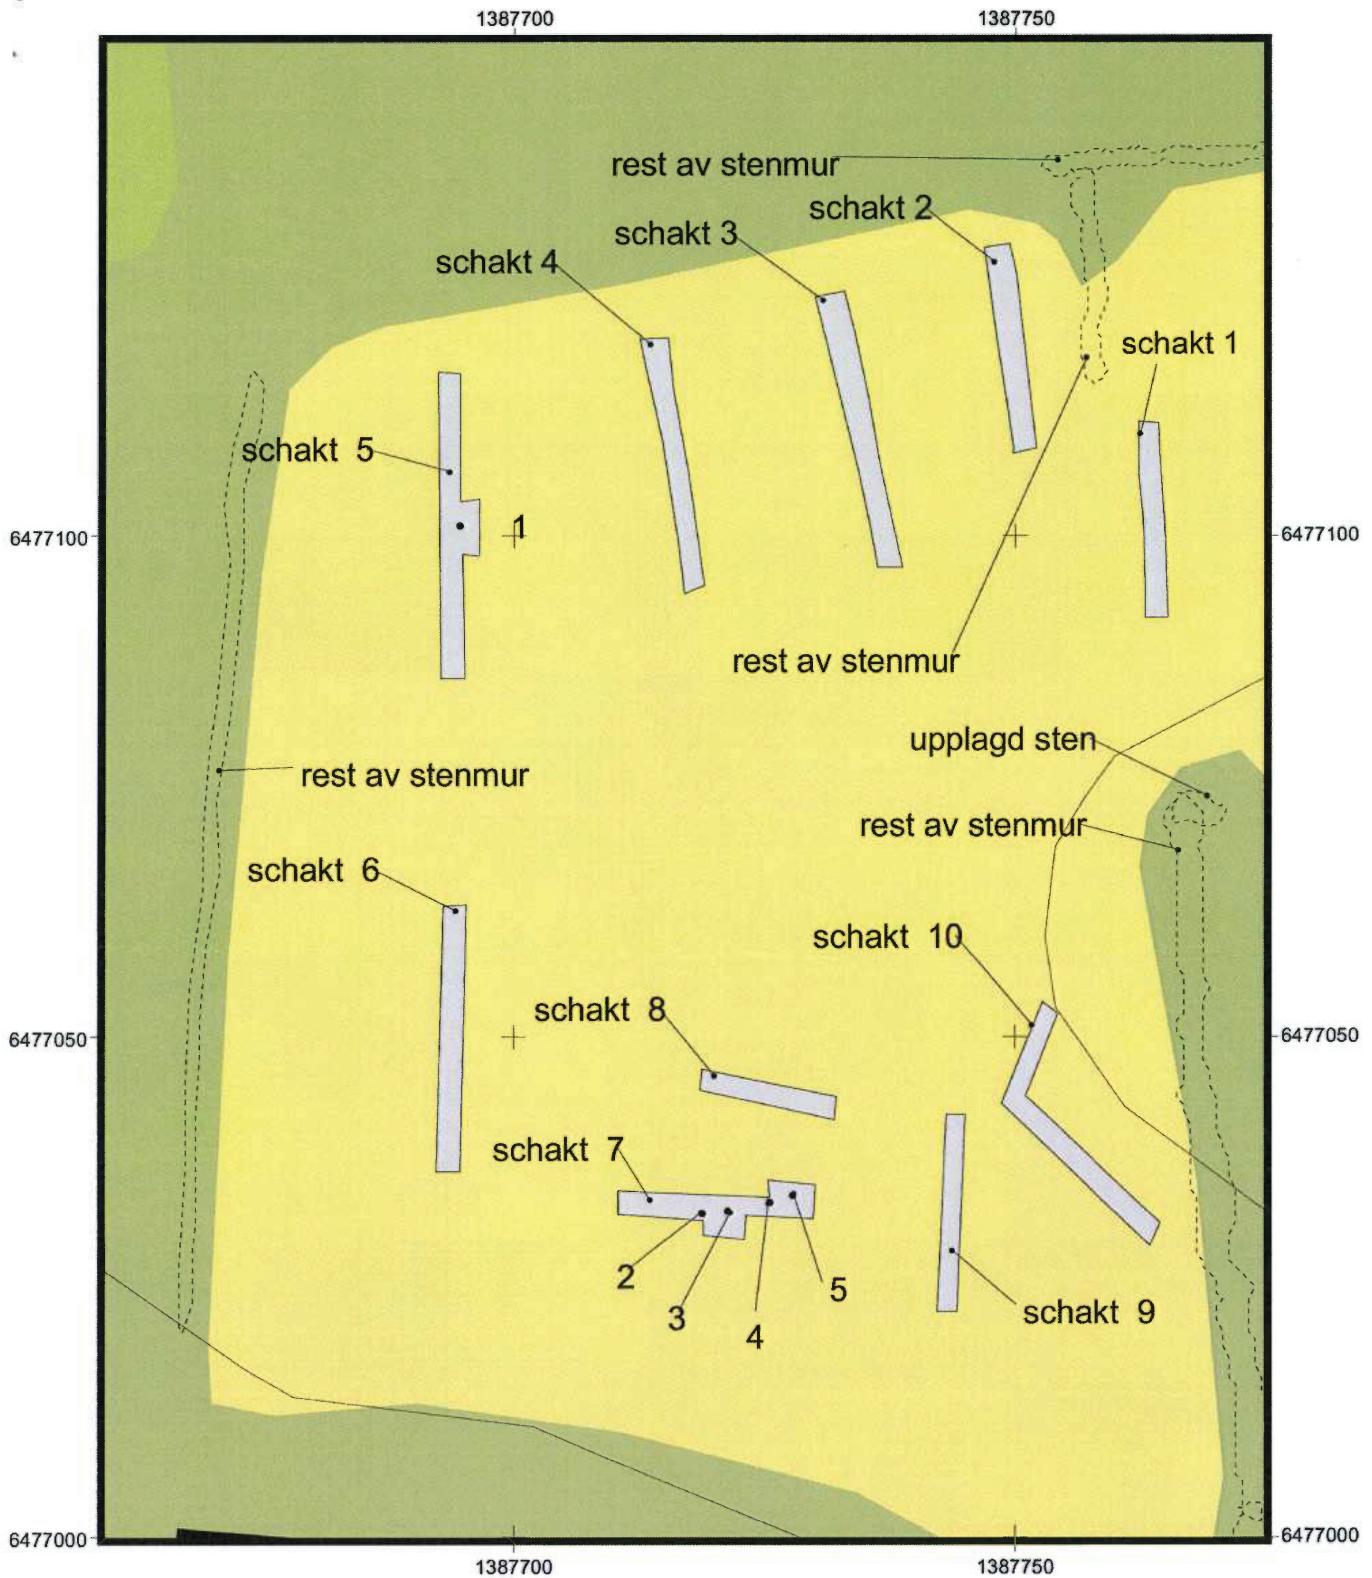 1387700
1387750
rest av stenmur
schakt 2
schakt 3
schakt 4
schakt 1
schakt 5
1
6477100
6477100
rest av stenmur
upplagd sten
rest av stenmur
rest av stenmur
schakt 6
schakt 10
schakt 8
6477050
6477050
schakt 7
2
5
3
schakt 9
4
6477000
6477000
1387700
1387750